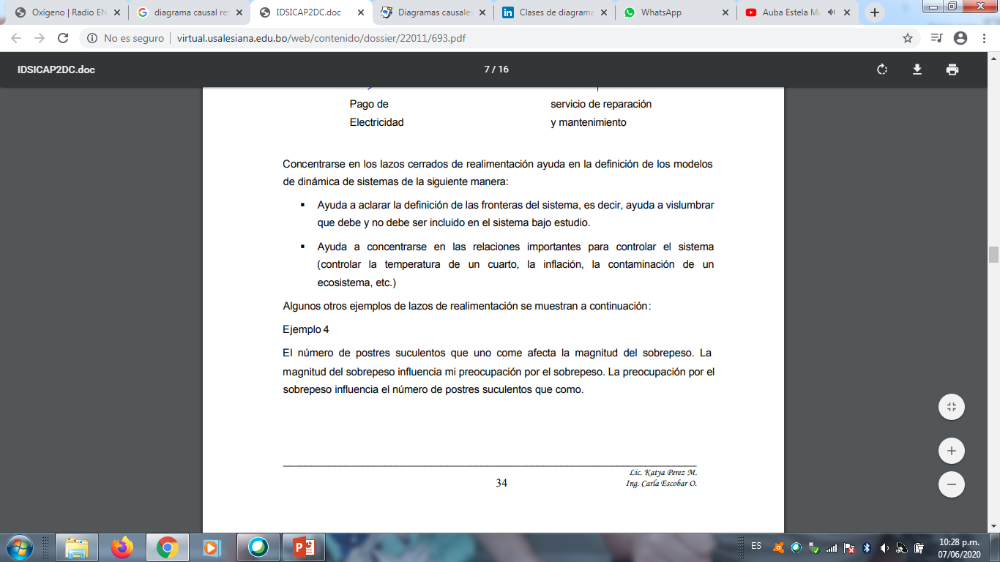 Oxígeno | Radio EN
diagrama causal ret
IDSICAP2DC.doc
Diagramas causales
Clases de diagrama
WhatsApp
Auba Estela Mu
No es seguro
virtual.usalesiana.edu.bo/web/contenido/dossier/22011/693.pdf
IDSICAP2DC.doc
7 / 16
Pago de
servicio de reparación
Electricidad
y mantenimiento
Concentrarse en los lazos cerrados de realimentación ayuda en la definición de los modelos
de dinámica de sistemas de la siguiente manera:
▪ Ayuda a aclarar la definición de las fronteras del sistema, es decir, ayuda a vislumbrar
que debe y no debe ser incluido en el sistema bajo estudio.
▪ Ayuda a concentrarse en las relaciones importantes para controlar el sistema
(controlar la temperatura de un cuarto, la inflación, la contaminación de un
ecosistema, etc.)
Algunos otros ejemplos de lazos de realimentación se muestran a continuación:
Ejemplo 4
El número de postres suculentos que uno come afecta la magnitud del sobrepeso. La
magnitud del sobrepeso influencia mi preocupación por el sobrepeso. La preocupación por el
sobrepeso influencia el número de postres suculentos que como.
Lic. Katya Perez M.
34
Ing. Carla Escobar O.
ES
10:28 p.m.
07/06/2020